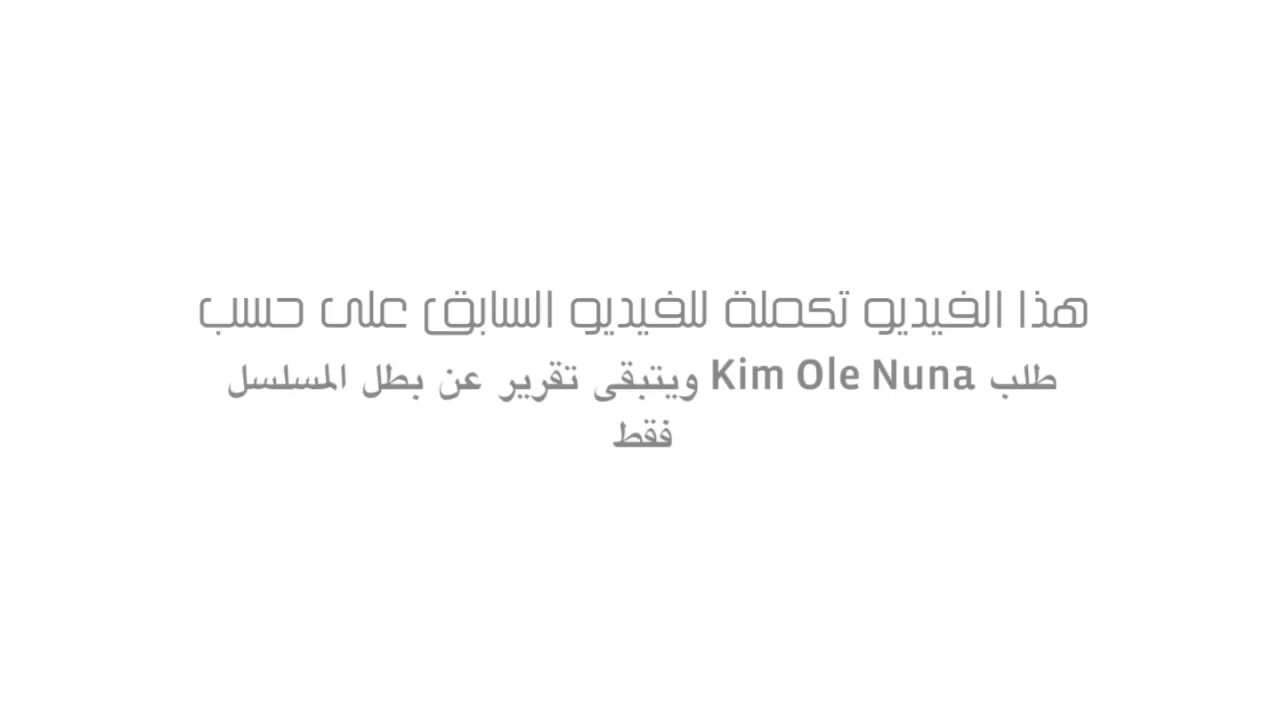 هذا الفيديو تكملة للفيديو السابق على حسب
طلب Kim Ole Nuna ويتبقى تقرير عن بطل المسلسل
فقط